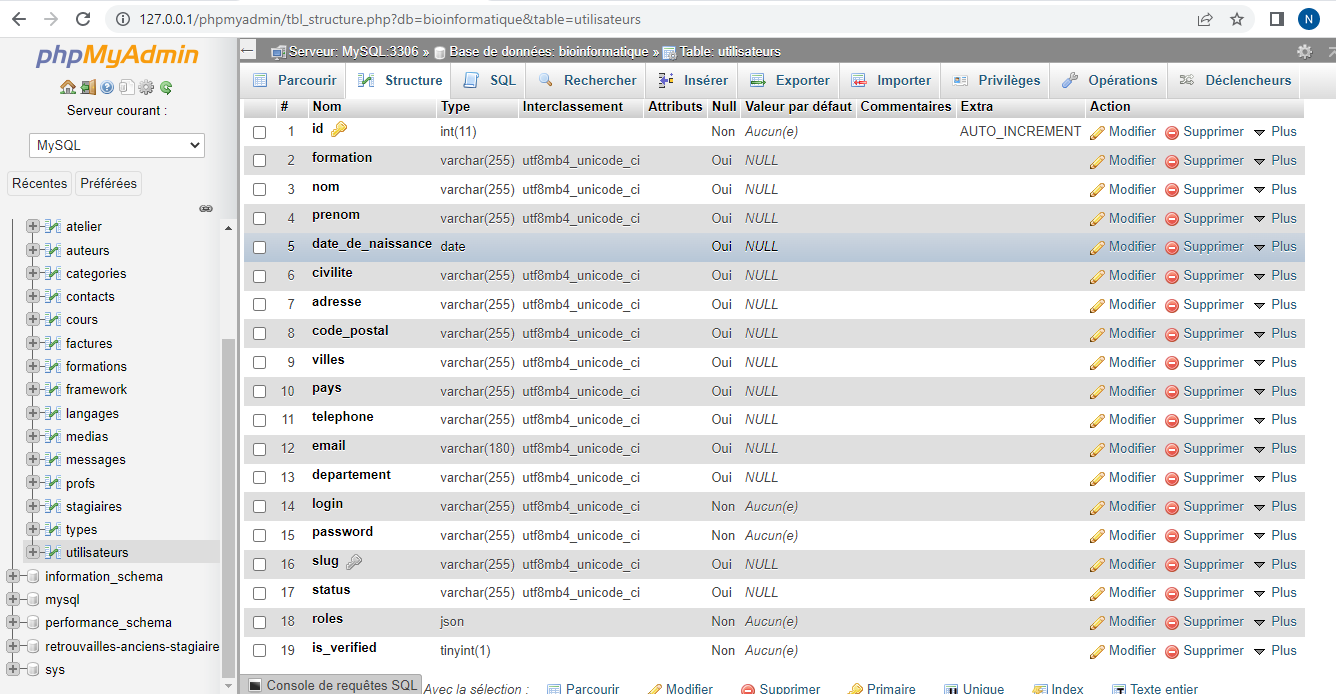 127.0.0.1/phpmyadmin/tbl_structure.php?db=bioinformatique&table=utilisateurs
N
phpMyAdmin
Serveur courant :
MySQL
Récentes Préférées
atelier
auteurs
categories
contacts
cours
factures
formations
framework
langages
medias
messages
profs
stagiaires
types
utilisateurs
information_schema
mysql
performance_schema
retrouvailles-anciens-stagiaire
sys
Serveur: MySQL:3306 » Base de données: bioinformatique » Table: utilisateurs
Parcourir Structure SQL Rechercher Insérer Exporter Importer Privilèges Opérations Déclencheurs
# Nom Type Interclassement Attributs Null Valeur par défaut Commentaires Extra Action
1 id int(11) Non Aucun(e) AUTO_INCREMENT Modifier Supprimer Plus
2 formation varchar(255) utf8mb4_unicode_ci Oui NULL Modifier Supprimer Plus
3 nom varchar(255) utf8mb4_unicode_ci Oui NULL Modifier Supprimer Plus
4 prenom varchar(255) utf8mb4_unicode_ci Oui NULL Modifier Supprimer Plus
5 date_de_naissance date Oui NULL Modifier Supprimer Plus
6 civilite varchar(255) utf8mb4_unicode_ci Oui NULL Modifier Supprimer Plus
7 adresse varchar(255) utf8mb4_unicode_ci Oui NULL Modifier Supprimer Plus
8 code_postal varchar(255) utf8mb4_unicode_ci Oui NULL Modifier Supprimer Plus
9 villes varchar(255) utf8mb4_unicode_ci Oui NULL Modifier Supprimer Plus
10 pays varchar(255) utf8mb4_unicode_ci Oui NULL Modifier Supprimer Plus
11 telephone varchar(255) utf8mb4_unicode_ci Oui NULL Modifier Supprimer Plus
12 email varchar(180) utf8mb4_unicode_ci Oui NULL Modifier Supprimer Plus
13 departement varchar(255) utf8mb4_unicode_ci Oui NULL Modifier Supprimer Plus
14 login varchar(255) utf8mb4_unicode_ci Non Aucun(e) Modifier Supprimer Plus
15 password varchar(255) utf8mb4_unicode_ci Non Aucun(e) Modifier Supprimer Plus
16 slug varchar(255) utf8mb4_unicode_ci Oui NULL Modifier Supprimer Plus
17 status varchar(255) utf8mb4_unicode_ci Oui NULL Modifier Supprimer Plus
18 roles json Non Aucun(e) Modifier Supprimer Plus
19 is_verified tinyint(1) Non Aucun(e) Modifier Supprimer Plus
Console de requêtes SQL Avec la sélection : Parcourir Modifier Supprimer Primaire Unique Index Texte entier